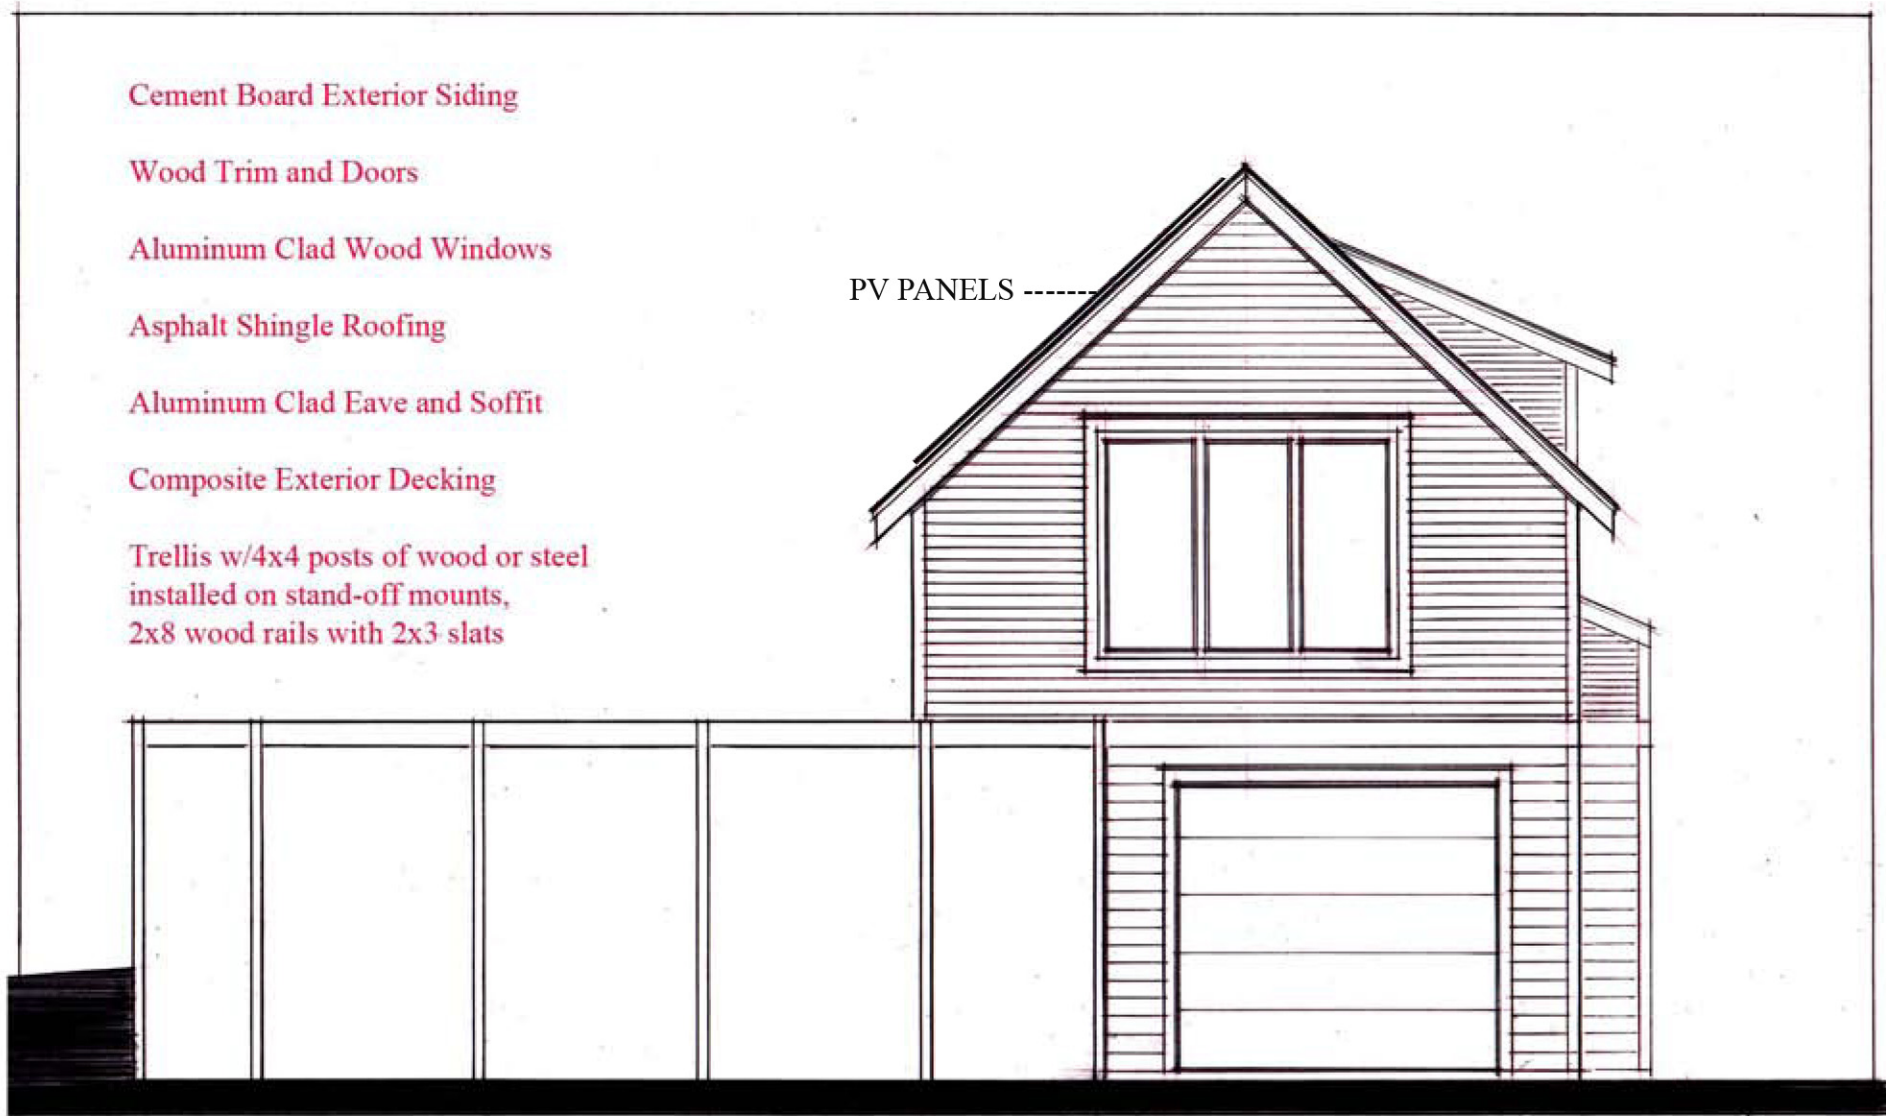 Cement Board Exterior Siding
Wood Trim and Doors
Aluminum Clad Wood Windows
PV PANELS -------
Asphalt Shingle Roofing
Aluminum Clad Eave and Soffit
Composite Exterior Decking
Trellis w/4x4 posts of wood or steel
installed on stand-off mounts,
2x8 wood rails with 2x3 slats